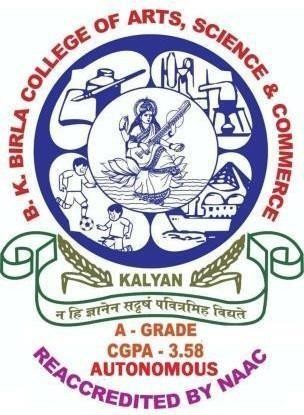 B. K. BIRLA COLLEGE OF ARTS, SCIENCE & COMMERCE
KALYAN
न हि ज्ञानेन सदृषं पवित्रमिह विद्यते
A - GRADE
CGPA - 3.58
AUTONOMOUS
REACCREDITED BY NAAC